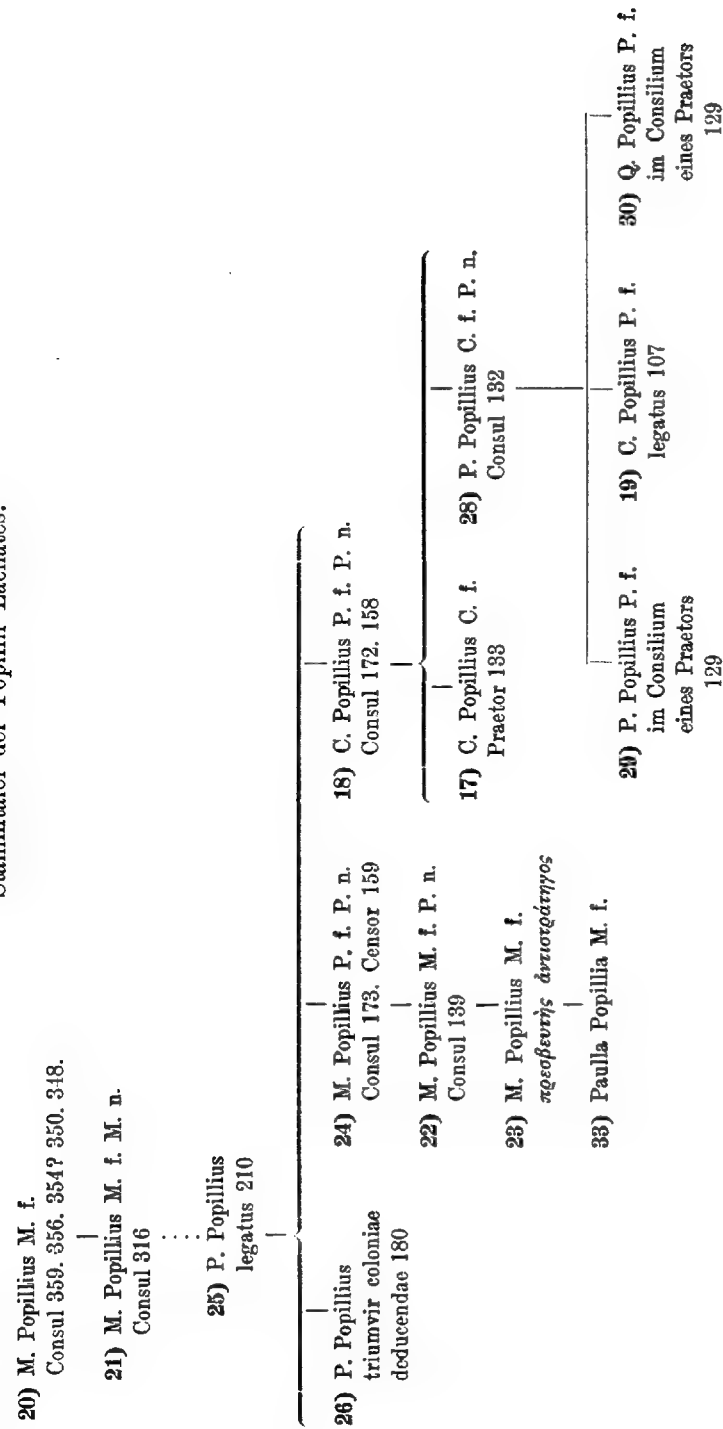 Stammtafel der Popillii Laenates.
20) M. Popillius M. f.
Consul 359. 356. 354? 350. 348.
21) M. Popillius M. f. M. n.
Consul 316
25) P. Popillius
legatus 210
26) P. Popillius
triumvir coloniae
deducendae 180
24) M. Popillius P. f. P. n.
Consul 173. Censor 159
18) C. Popillius P. f. P. n.
Consul 172. 158
22) M. Popillius M. f. P. n.
Consul 139
17) C. Popillius C. f.
Praetor 133
28) P. Popillius C. f. P. n.
Consul 132
23) M. Popillius M. f.
πρεσβευτὴς ἀντιστράτηγος
33) Paulla Popillia M. f.
29) P. Popillius P. f.
im Consilium
eines Praetors
129
19) C. Popillius P. f.
legatus 107
30) Q. Popillius P. f.
im Consilium
eines Praetors
129